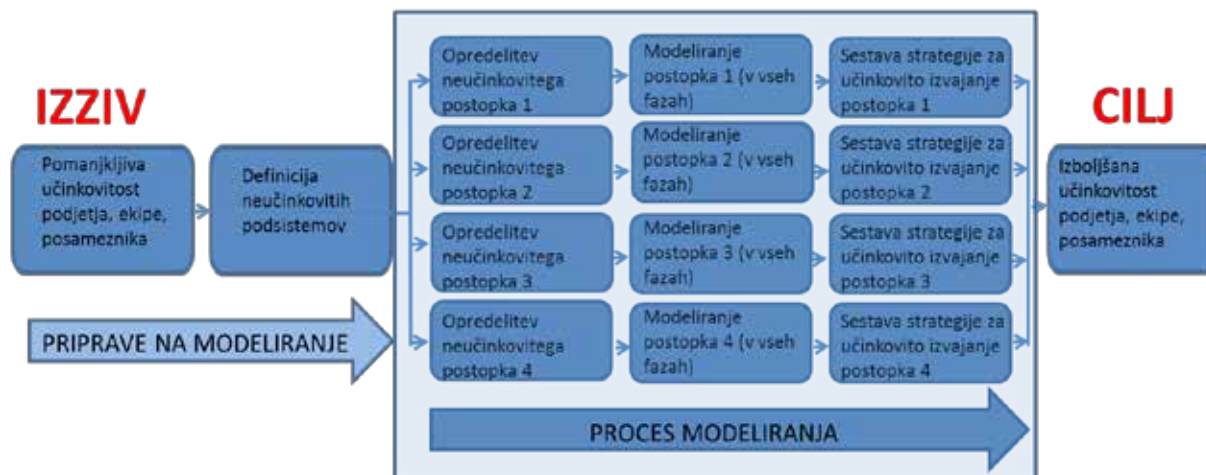 IZZIV
Pomanjkljiva
učinkovitost
podjetja, ekipe,
posameznika
Definicija
neučinkovitih
podsistemov
PRIPRAVE NA MODELIRANJE
Opredelitev
neučinkovitega
postopka 1
Modeliranje
postopka 1 (v vseh
fazah)
Sestava strategije za
učinkovito izvajanje
postopka 1
Opredelitev
neučinkovitega
postopka 2
Modeliranje
postopka 2 (v vseh
fazah)
Sestava strategije za
učinkovito izvajanje
postopka 2
Opredelitev
neučinkovitega
postopka 3
Modeliranje
postopka 3 (v vseh
fazah)
Sestava strategije za
učinkovito izvajanje
postopka 3
Opredelitev
neučinkovitega
postopka 4
Modeliranje
postopka 4 (v vseh
fazah)
Sestava strategije za
učinkovito izvajanje
postopka 4
PROCES MODELIRANJA
CILJ
Izboljšana
učinkovitost
podjetja, ekipe,
posameznika